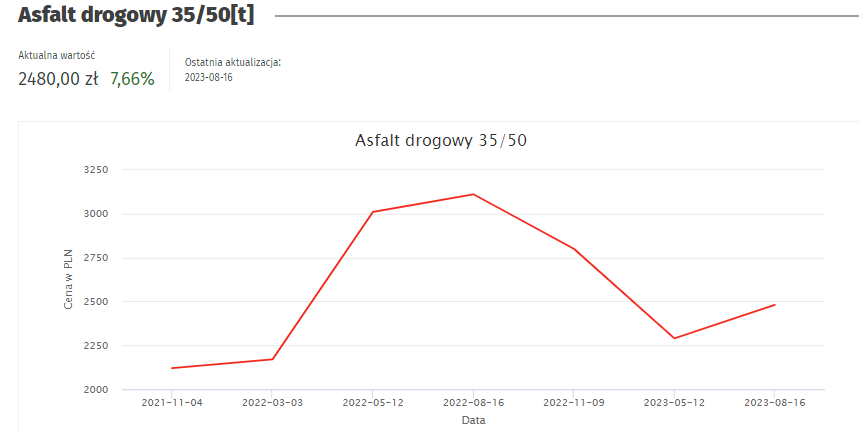 Asfalt drogowy 35/50[t]
Aktualna wartość
2480,00 zł 7,66%
Ostatnia aktualizacja:
2023-08-16
Asfalt drogowy 35/50
3250
3000
2750
2500
2250
2000
Cena w PLN
2021-11-04 2022-03-03 2022-05-12 2022-08-16 2022-11-09 2023-05-12 2023-08-16
Data